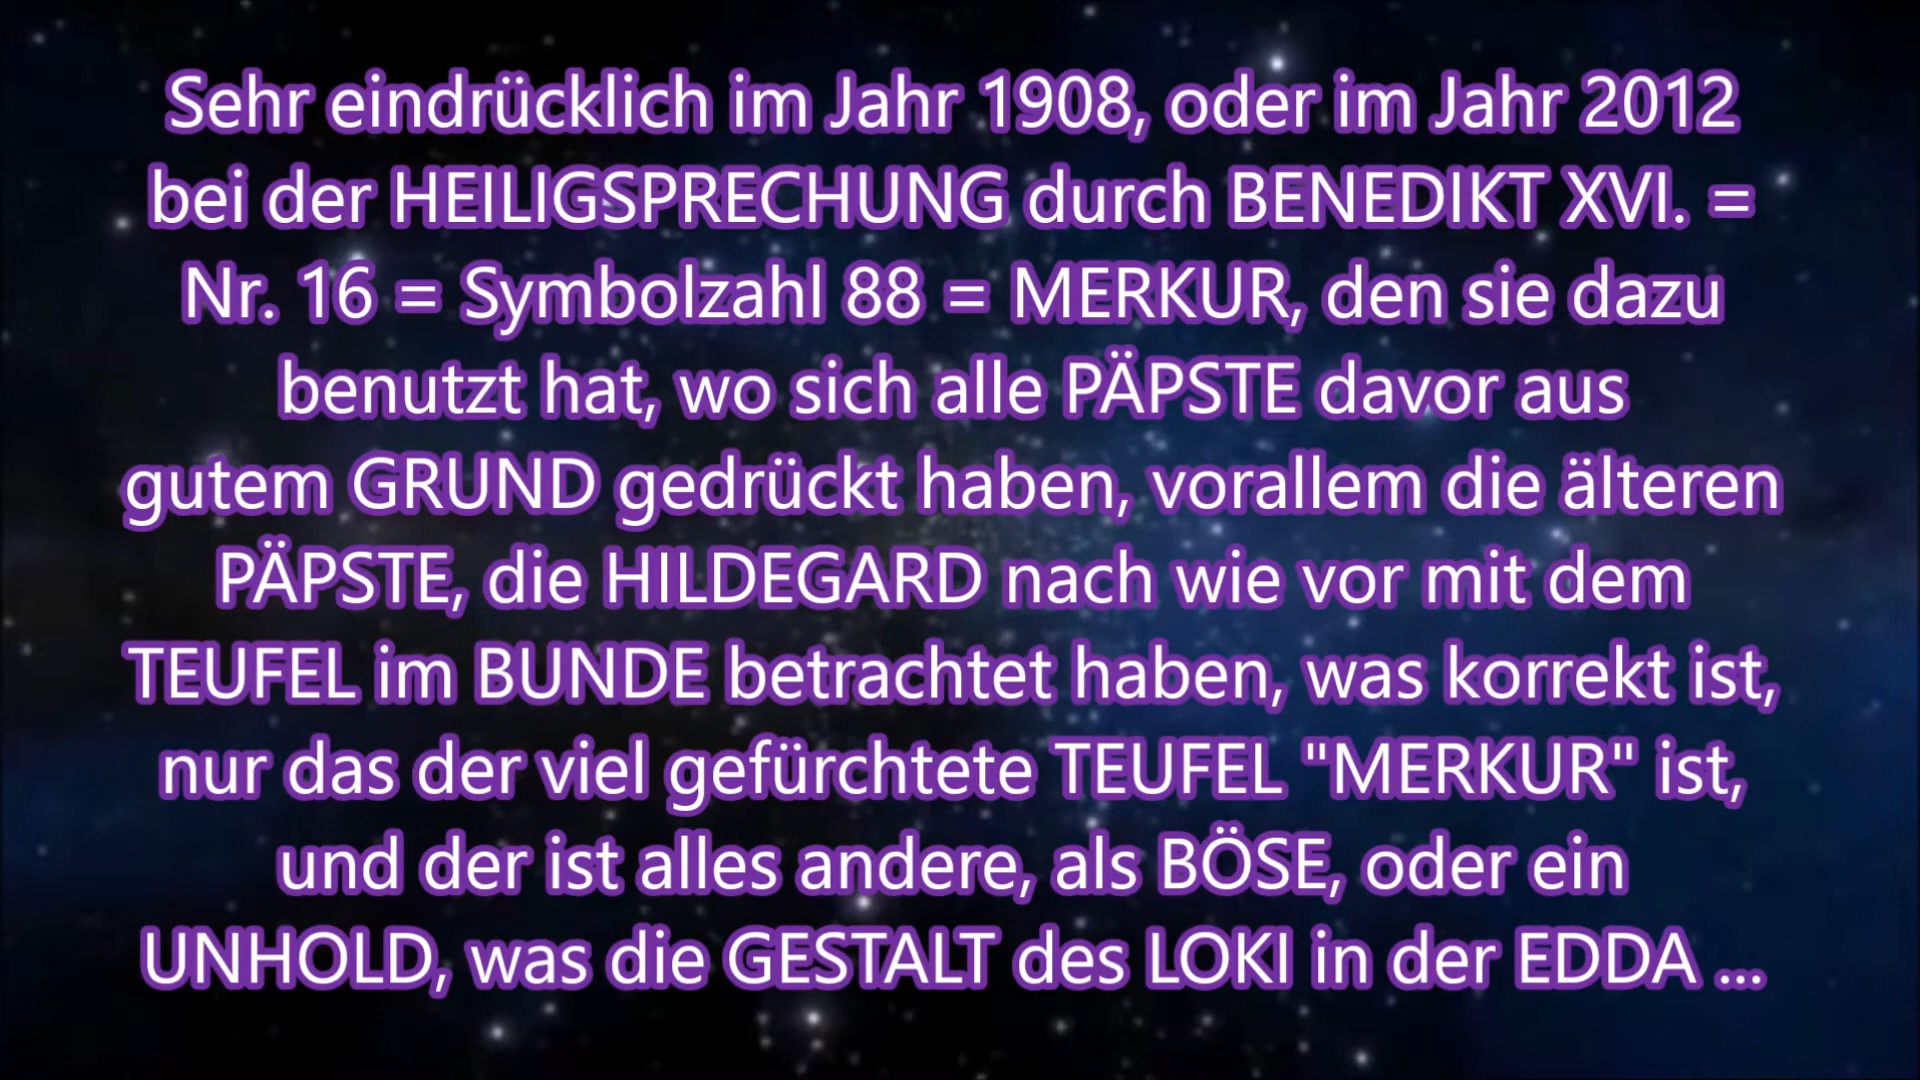 Sehr eindrücklich im Jahr 1908, oder im Jahr 2012
bei der HEILIGSPRECHUNG durch BENEDIKT XVI. =
Nr. 16 = Symbolzahl 88 = MERKUR, den sie dazu
benutzt hat, wo sich alle PÄPSTE davor aus
gutem GRUND gedrückt haben, vorallem die älteren
PÄPSTE, die HILDEGARD nach wie vor mit dem
TEUFEL im BUNDE betrachtet haben, was korrekt ist,
nur das der viel gefürchtete TEUFEL "MERKUR" ist,
und der ist alles andere, als BÖSE, oder ein
UNHOLD, was die GESTALT des LOKI in der EDDA ...